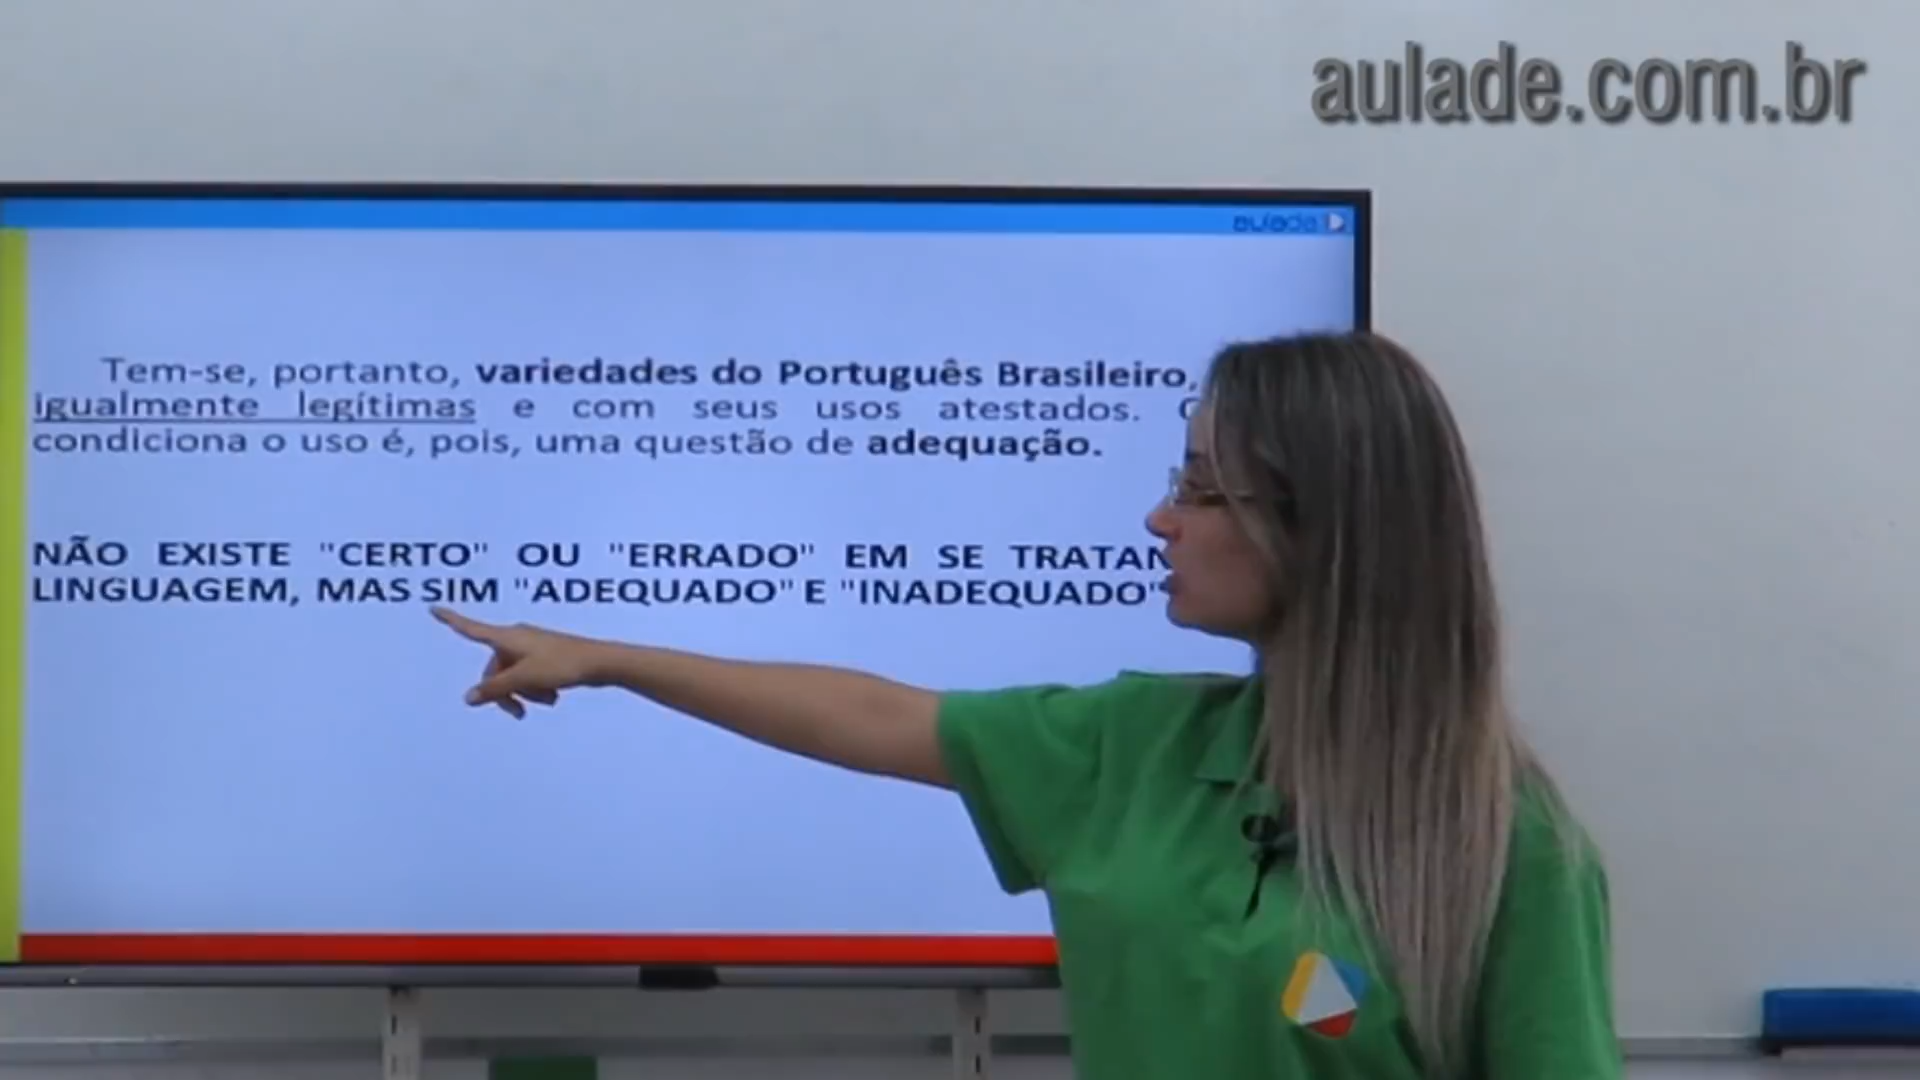 aulade.com.br
aulade
Tem-se, portanto, variedades do Português Brasileiro,
igualmente legítimas e com seus usos atestados.
condiciona o uso é, pois, uma questão de adequação.
NÃO EXISTE "CERTO" OU "ERRADO" EM SE TRATAN
LINGUAGEM, MAS SIM "ADEQUADO" E "INADEQUADO"